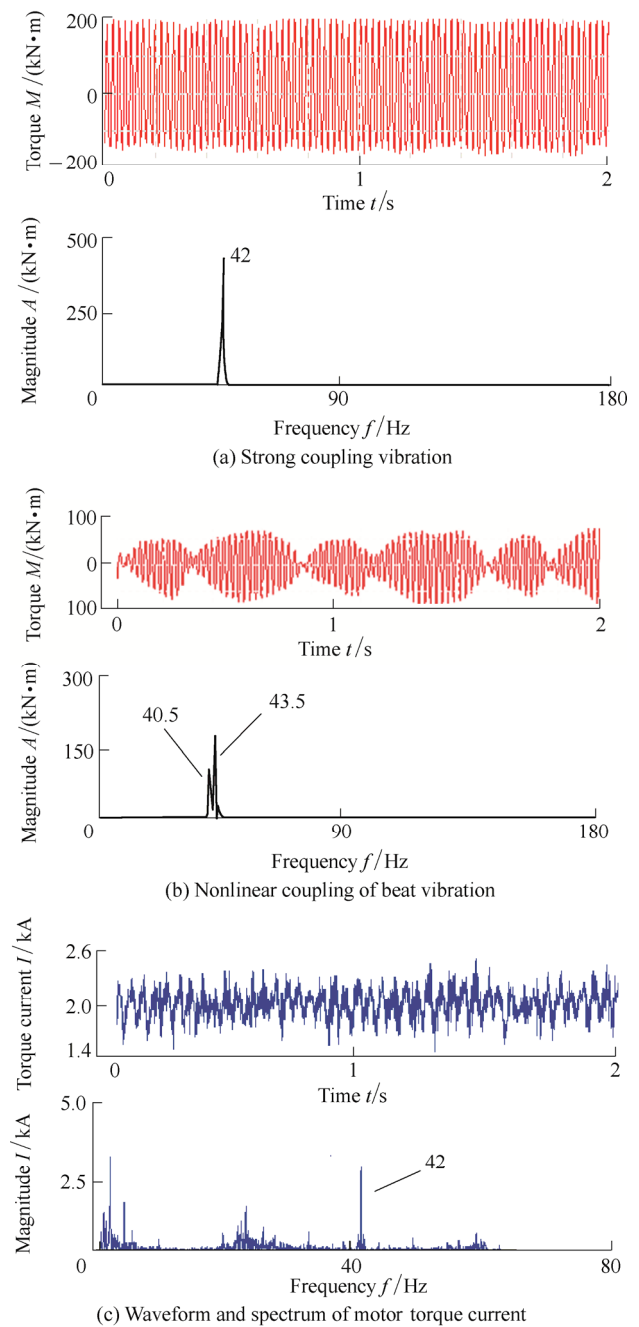 Torque M/(kN•m)
200
0
−200
0
1
2
Time t/s
Magnitude A/(kN•m)
500
250
0
42
90
180
Frequency f/Hz
(a) Strong coupling vibration
Torque M/(kN•m)
100
0
100
0
1
2
Time t/s
Magnitude A/(kN•m)
300
150
0
40.5
43.5
90
180
Frequency f/Hz
(b) Nonlinear coupling of beat vibration
Torque current I/kA
2.6
2.0
1.4
0
1
2
Time t/s
Magnitude I/kA
5.0
2.5
0
42
40
80
Frequency f/Hz
(c) Waveform and spectrum of motor torque current